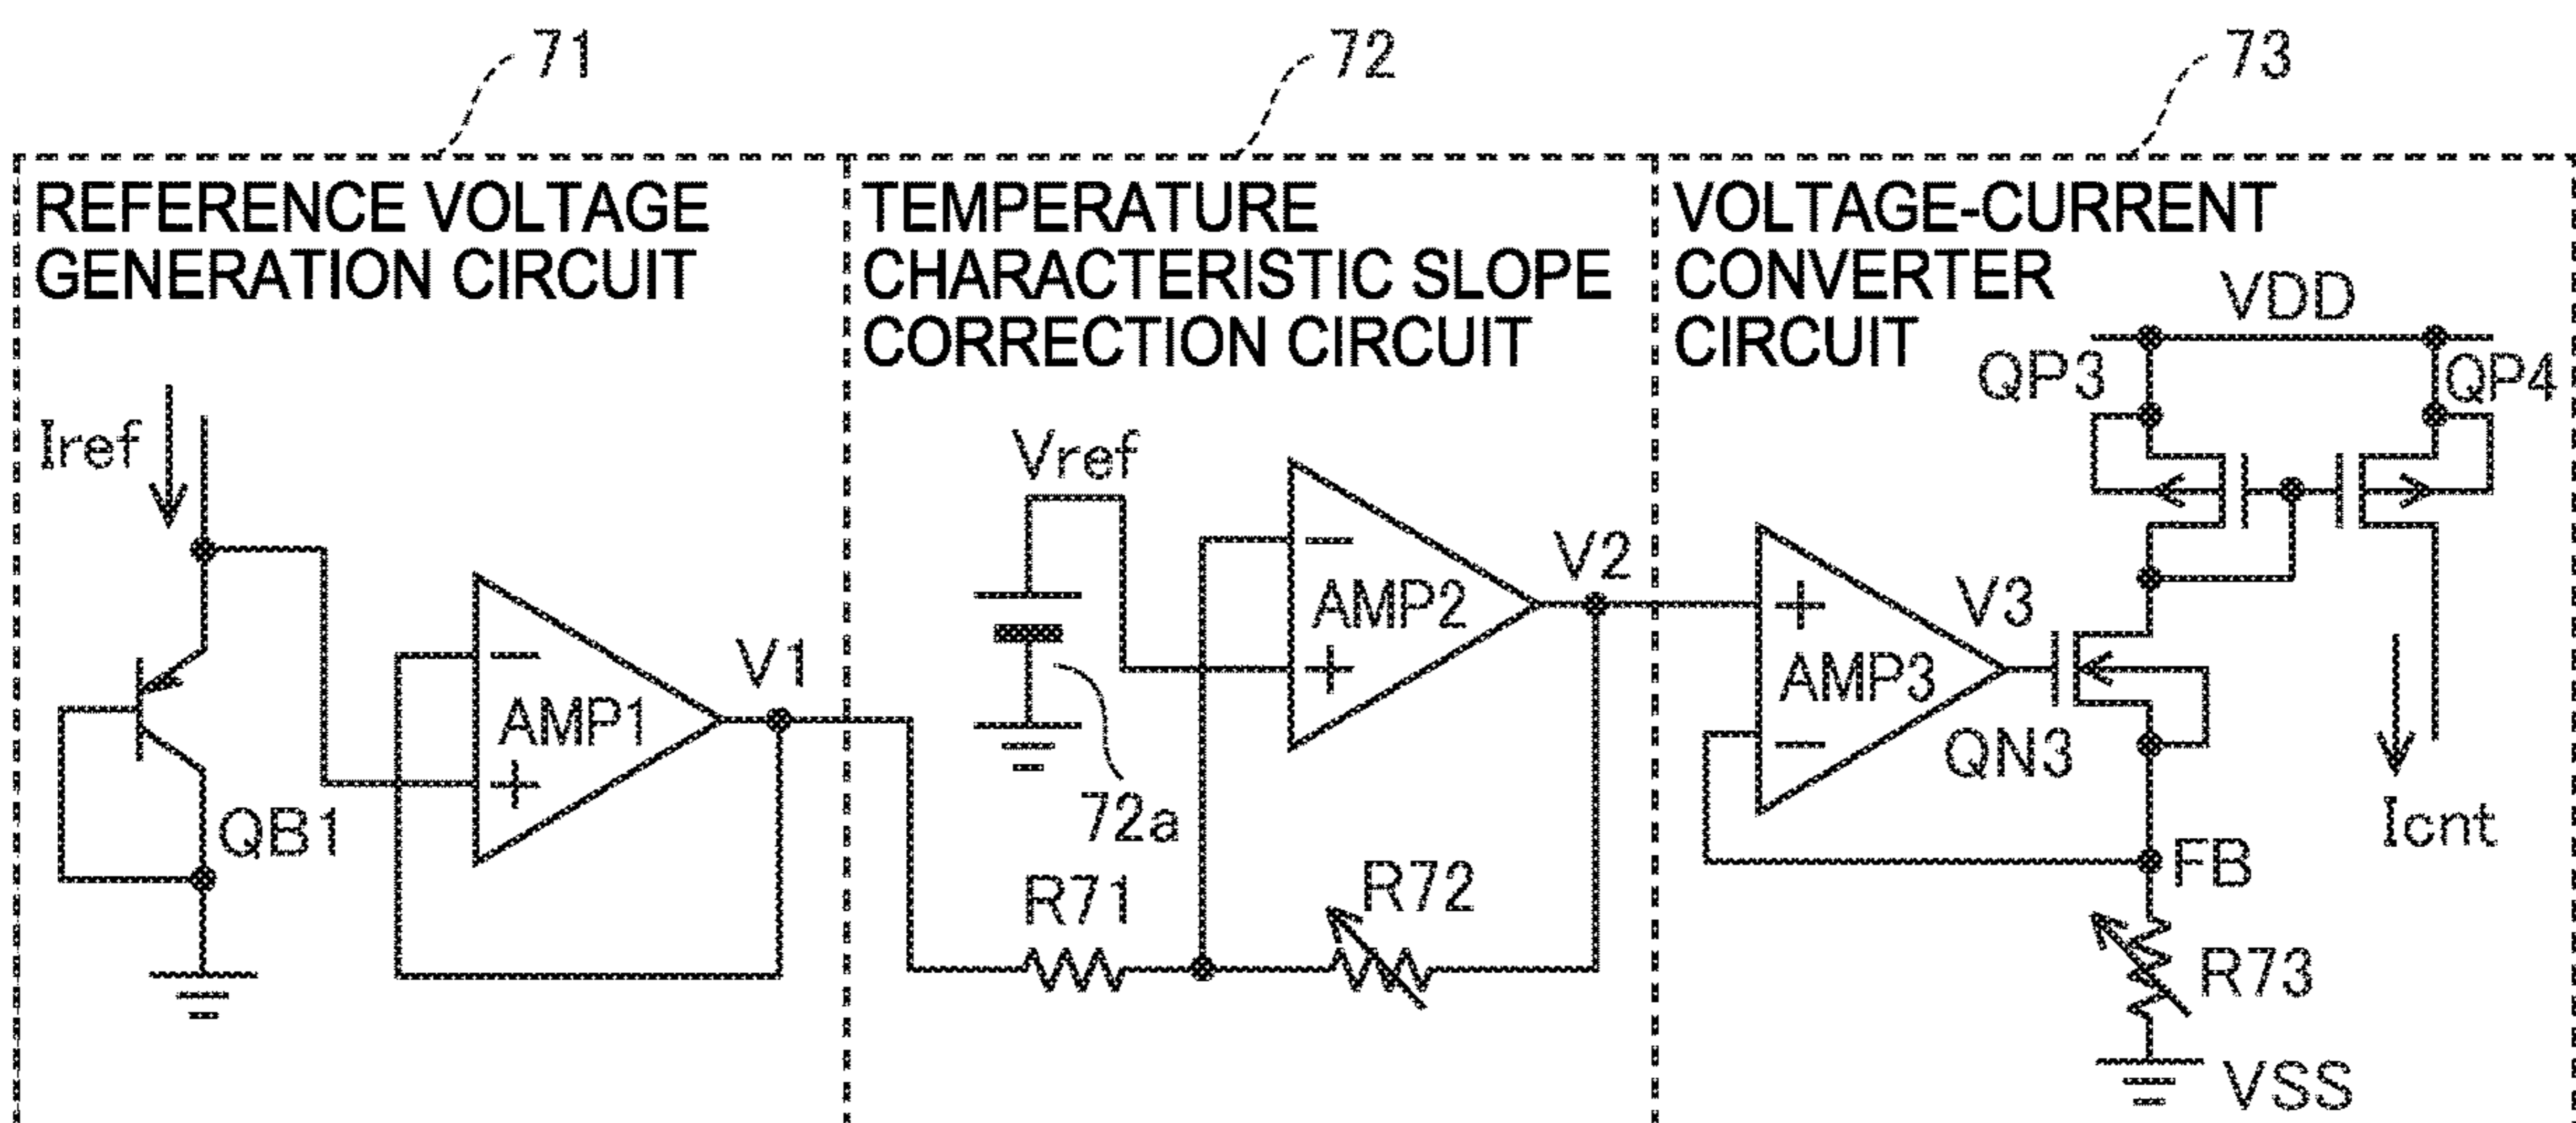 71
72
73
REFERENCE VOLTAGE
GENERATION CIRCUIT
TEMPERATURE
CHARACTERISTIC SLOPE
CORRECTION CIRCUIT
VOLTAGE-CURRENT
CONVERTER
CIRCUIT
Iref
QB1
−
AMP1
+
V1
Vref
72a
−
AMP2
+
V2
R71
R72
VDD
QP3
QP4
+
AMP3
−
V3
QN3
Icnt
FB
R73
VSS